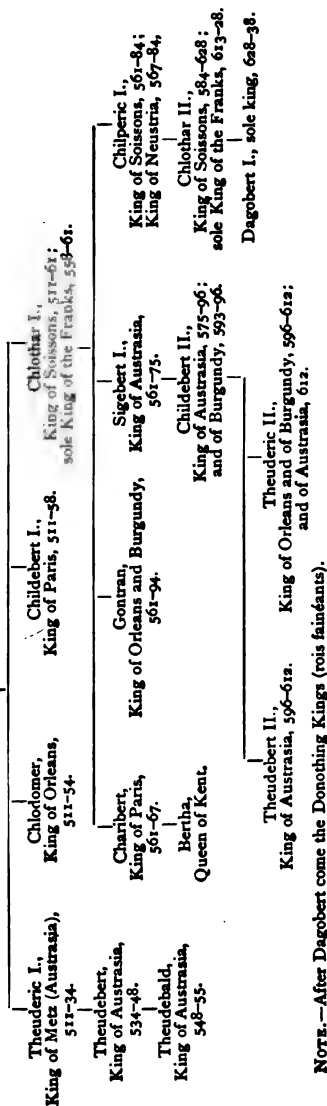 Theuderic I.,
King of Metz (Austrasia),
511-34.
Chlodomer,
King of Orleans,
511-54.
Childebert I.,
King of Paris, 511-58.
Chlothar I.,
King of Soissons, 511-61;
sole King of the Franks, 558-61.
Theudebert,
King of Austrasia,
534-48.
Theudebald,
King of Austrasia,
548-55.
Charibert,
King of Paris,
561-67.
Gontran,
King of Orleans and Burgundy,
561-94.
Sigebert I.,
King of Austrasia,
561-75.
Chilperic I.,
King of Soissons, 561-84;
King of Neustria, 567-84,
Bertha,
Queen of Kent.
Childebert II.,
King of Austrasia, 575-96;
and of Burgundy, 593-96.
Chlothar II.,
King of Soissons, 584-628;
sole King of the Franks, 613-28.
Theudebert II.,
King of Austrasia, 596-612.
Theuderic II.,
King of Orleans and of Burgundy, 596-612;
and of Austrasia, 612.
Dagobert I., sole king, 628-38.
NOTE.—After Dagobert come the Donothing Kings (rois fainéants).